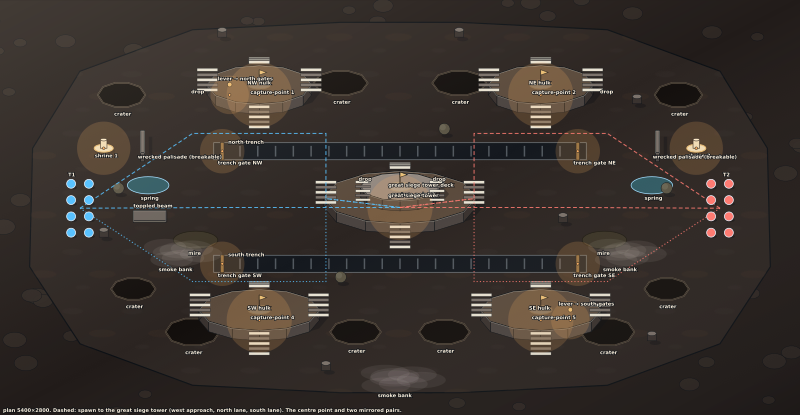 lever → north gates
NW hulk
capture-point 1
drop
crater
NE hulk
capture-point 2
drop
crater
crater
crater
north trench
shrine 1
wrecked palisade (breakable)
trench gate NW
trench gate NE
wrecked palisade (breakable)
T1
T2
drop
drop
great siege tower deck
great siege tower
spring
spring
toppled beam
mire
smoke bank
south trench
trench gate SW
mire
smoke bank
trench gate SE
crater
crater
SW hulk
capture-point 4
SE hulk
lever → south gates
capture-point 5
crater
crater
crater
crater
smoke bank
plan 5400×2800. Dashed: spawn to the great siege tower (west approach, north lane, south lane). The centre point and two mirrored pairs.